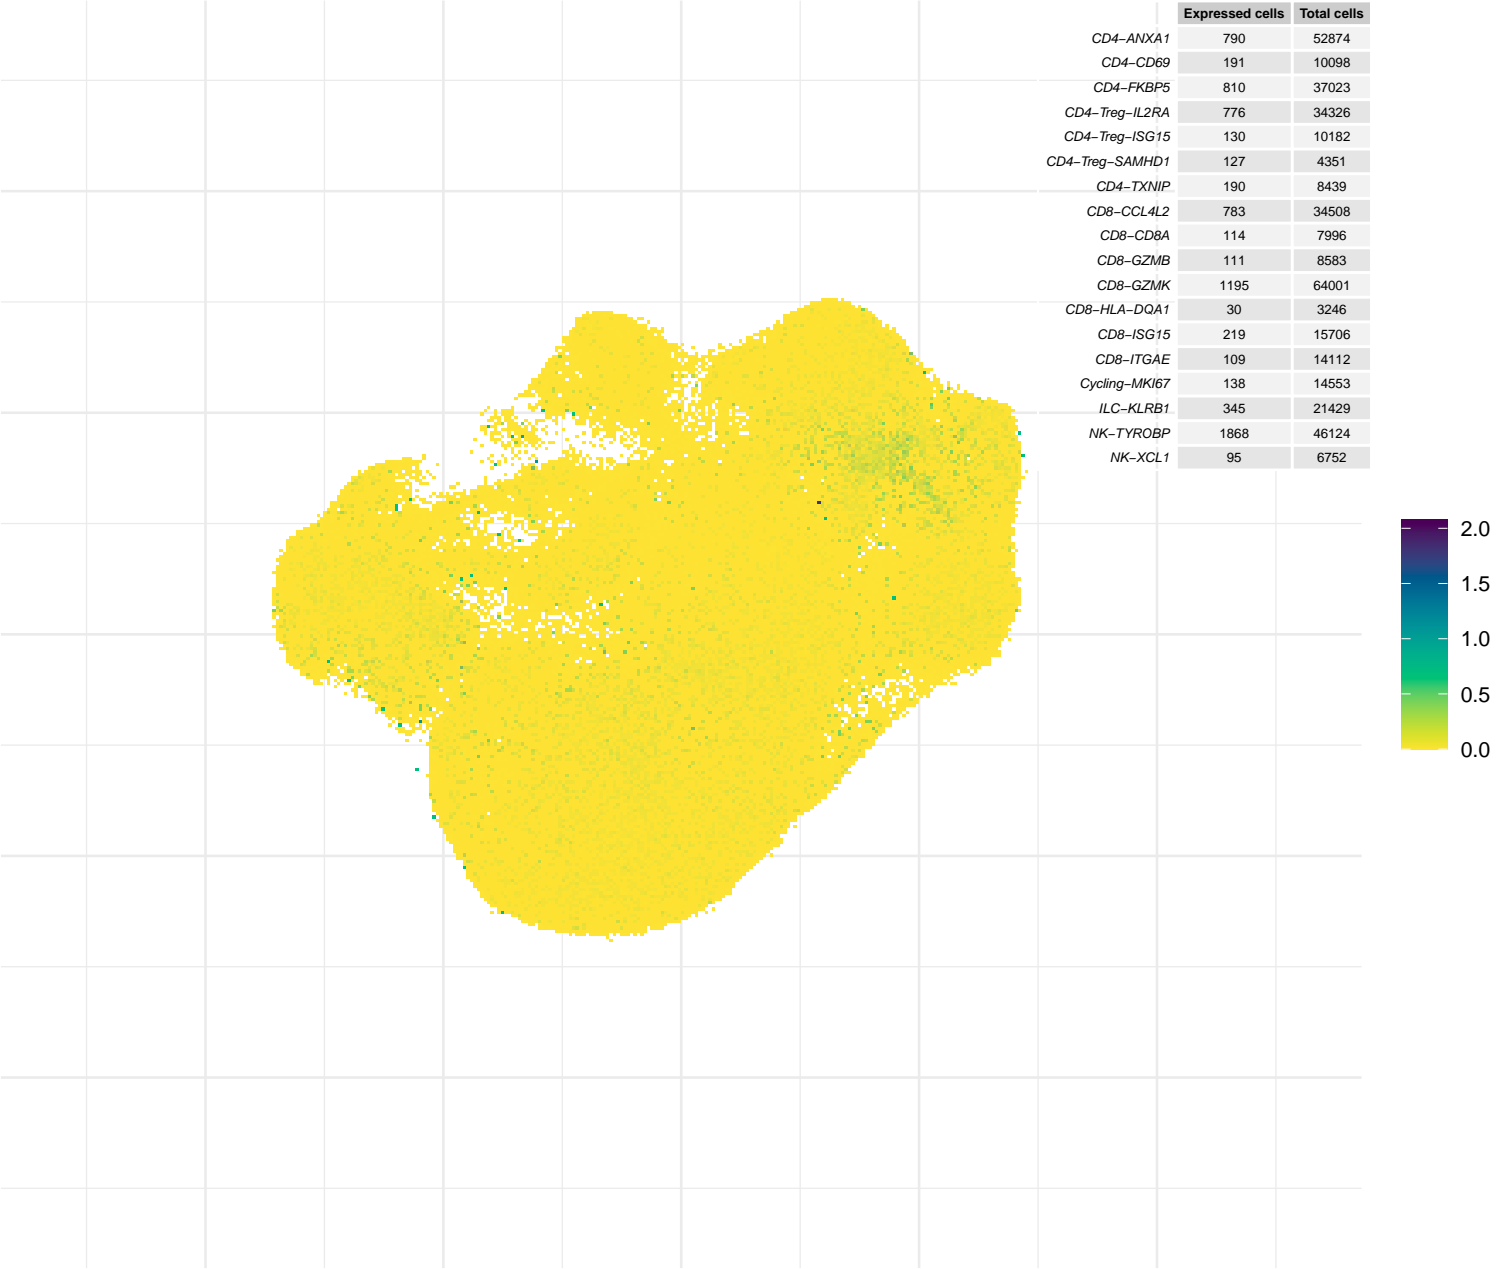 Expressed cells Total cells
CD4–ANXA1 790 52874
CD4–CD69 191 10098
CD4–FKBP5 810 37023
CD4–Treg–IL2RA 776 34326
CD4–Treg–ISG15 130 10182
CD4–Treg–SAMHD1 127 4351
CD4–TXNIP 190 8439
CD8–CCL4L2 783 34508
CD8–CD8A 114 7996
CD8–GZMB 111 8583
CD8–GZMK 1195 64001
CD8–HLA–DQA1 30 3246
CD8–ISG15 219 15706
CD8–ITGAE 109 14112
Cycling–MKI67 138 14553
ILC–KLRB1 345 21429
NK–TYROBP 1868 46124
NK–XCL1 95 6752
2.0
1.5
1.0
0.5
0.0